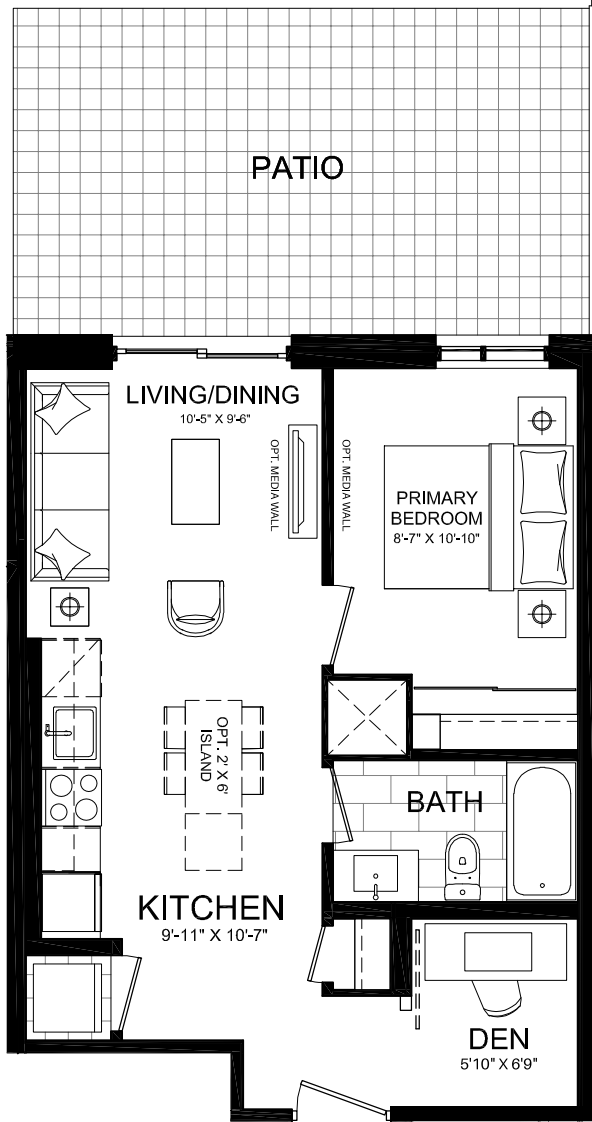 PATIO
LIVING/DINING
10'-5" X 9'-6"
OPT. MEDIA WALL
OPT. MEDIA WALL
PRIMARY
BEDROOM
8'-7" X 10'-10"
OPT. 2' X 6'
ISLAND
BATH
KITCHEN
9'-11" X 10'-7"
DEN
5'10" X 6'9"